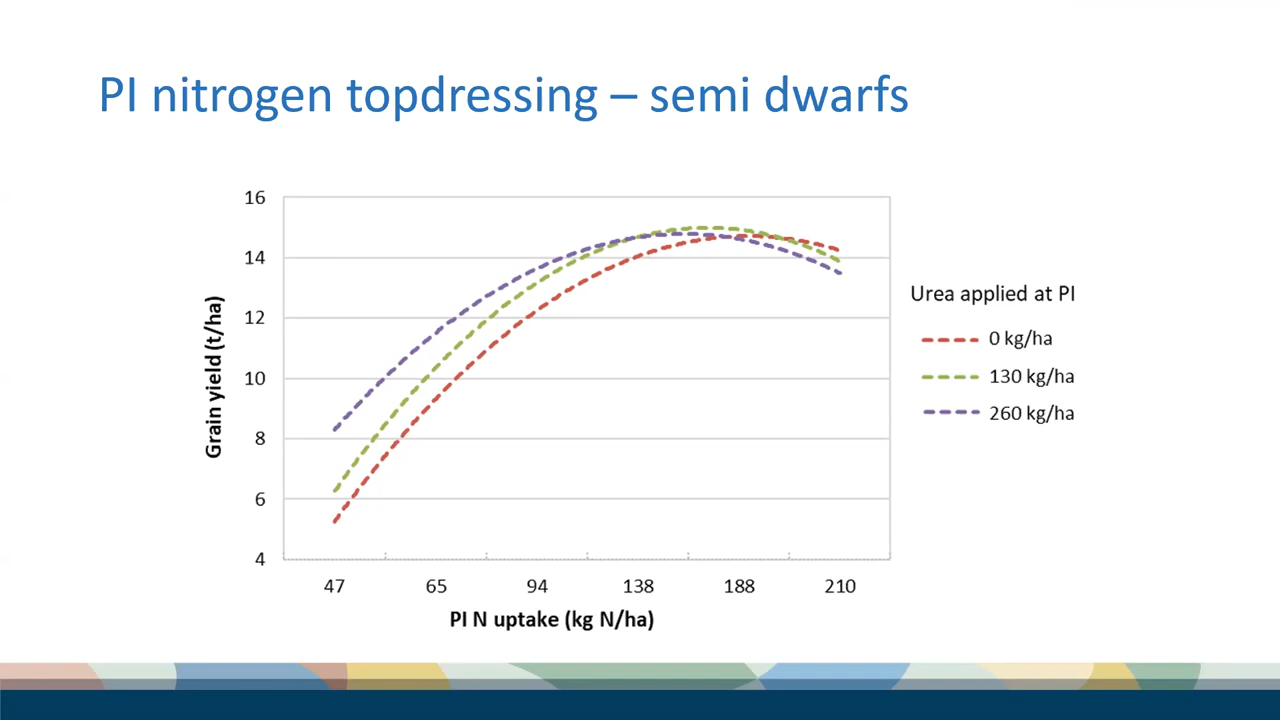 PI nitrogen topdressing – semi dwarfs
16
14
12
10
8
6
4
Grain yield (t/ha)
47 65 94 138 188 210
PI N uptake (kg N/ha)
Urea applied at PI
0 kg/ha
130 kg/ha
260 kg/ha